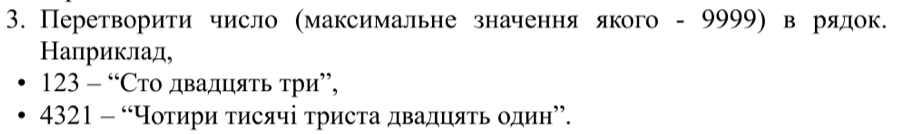 3. Перетворити число (максимальне значення якого - 9999) в рядок.
Наприклад,
• 123 – “Сто двадцять три”,
• 4321 – “Чотири тисячі триста двадцять один”.